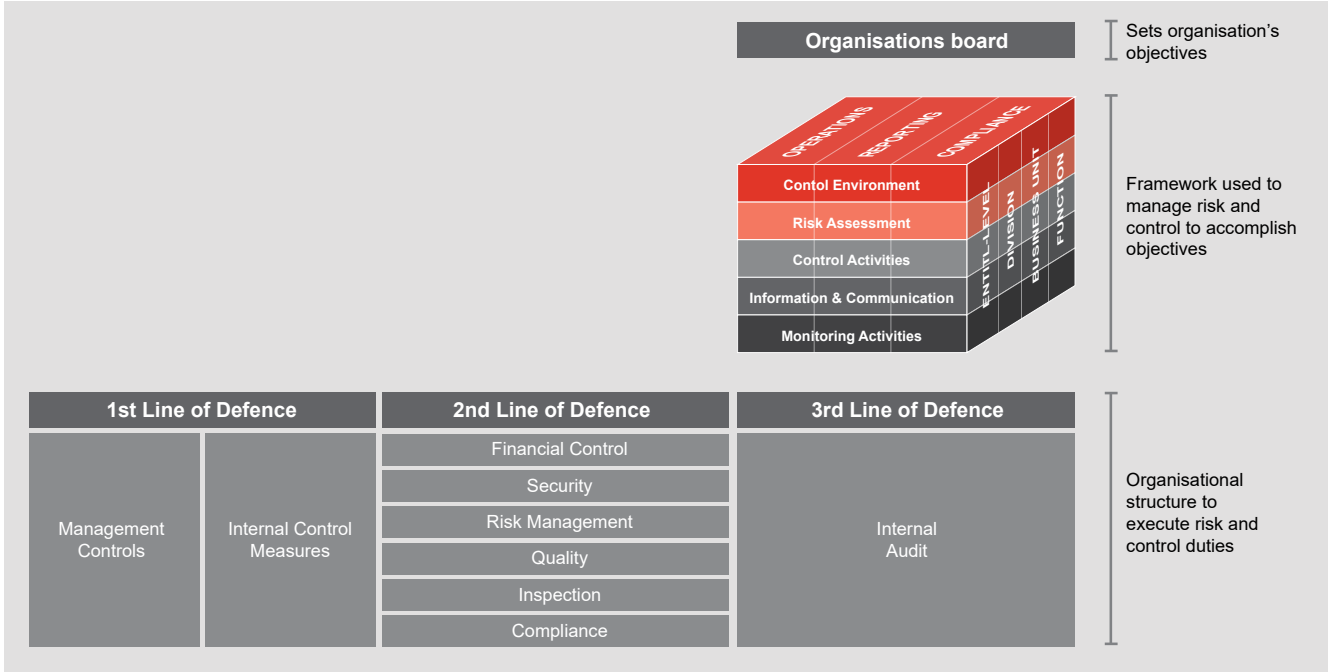 Organisations board
Sets organisation's
objectives
OPERATIONS
REPORTING
COMPLIANCE
Contol Environment
Risk Assessment
Control Activities
Information & Communication
Monitoring Activities
ENTITL-LEVEL
DIVISION
BUSINESS UNIT
FUNCTION
Framework used to
manage risk and
control to accomplish
objectives
1st Line of Defence
2nd Line of Defence
3rd Line of Defence
Management
Controls
Internal Control
Measures
Financial Control
Security
Risk Management
Quality
Inspection
Compliance
Internal
Audit
Organisational
structure to
execute risk and
control duties